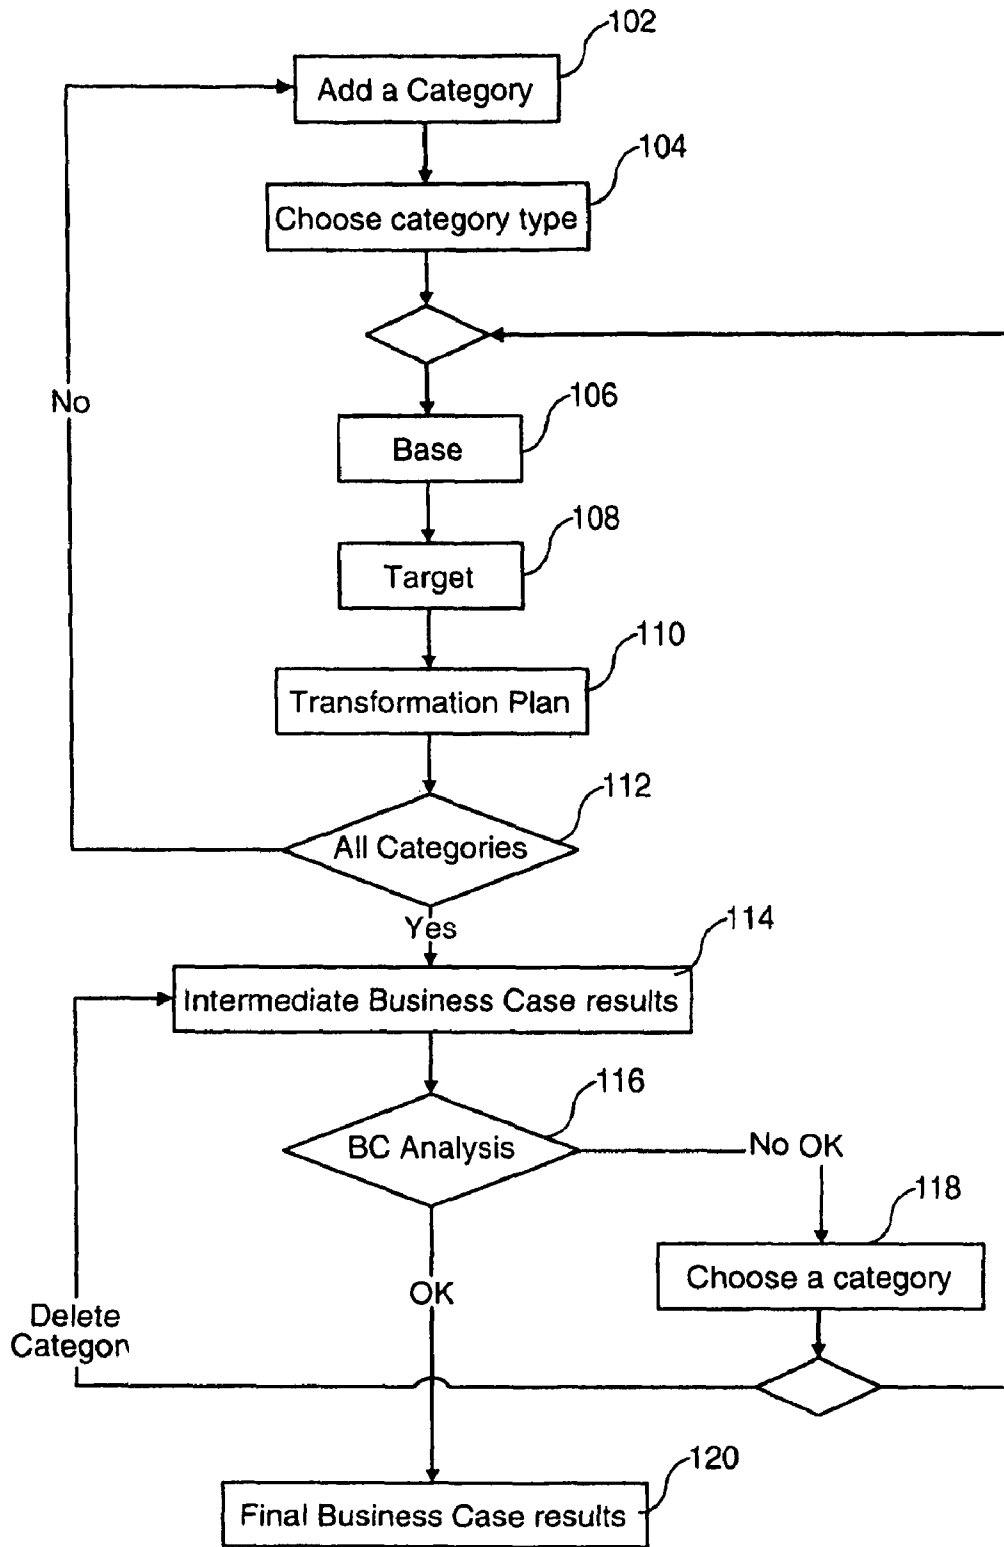 102
Add a Category
104
Choose category type
No
106
Base
108
Target
110
Transformation Plan
112
All Categories
Yes
114
Intermediate Business Case results
116
BC Analysis
No OK
118
Choose a category
OK
Delete
Categor
120
Final Business Case results